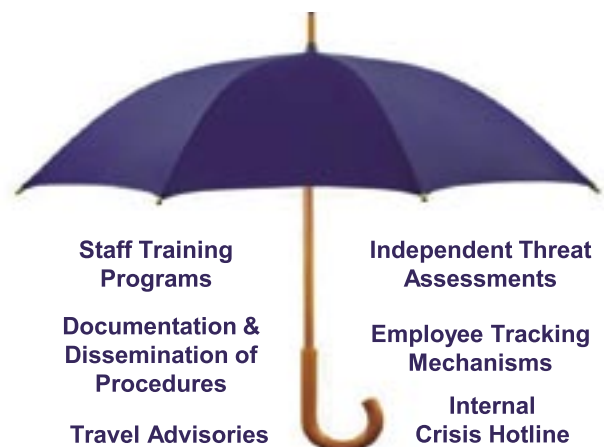 Staff Training
Programs
Independent Threat
Assessments
Documentation &
Dissemination of
Procedures
Employee Tracking
Mechanisms
Travel Advisories
Internal
Crisis Hotline